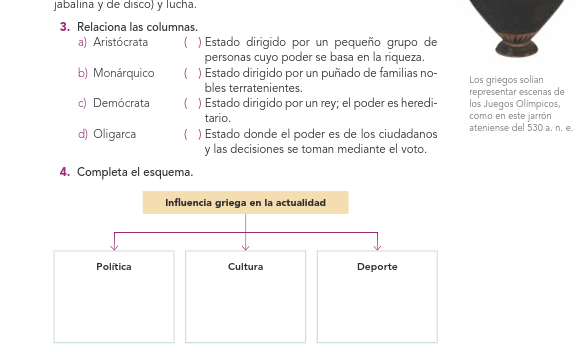 jabalina y de disco) y lucha.
3. Relaciona las columnas.
a) Aristócrata ( ) Estado dirigido por un pequeño grupo de
personas cuyo poder se basa en la riqueza.
b) Monárquico ( ) Estado dirigido por un puñado de familias no-
bles terratenientes.
c) Demócrata ( ) Estado dirigido por un rey; el poder es heredi-
tario.
d) Oligarca ( ) Estado donde el poder es de los ciudadanos
y las decisiones se toman mediante el voto.
4. Completa el esquema.
Influencia griega en la actualidad
Política Cultura Deporte
Los griegos solían
representar escenas de
los Juegos Olímpicos,
como en este jarrón
ateniense del 530 a. n. e.